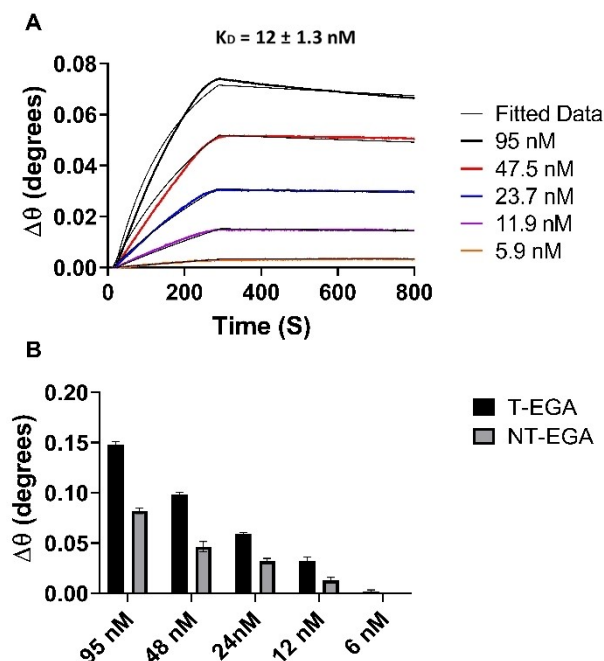 A
K_D = 12 ± 1.3 nM
0.08
0.06
0.04
0.02
0.00
Δθ (degrees)
0 200 400 600 800
Time (S)
Fitted Data
95 nM
47.5 nM
23.7 nM
11.9 nM
5.9 nM
B
0.20
0.15
0.10
0.05
0.00
Δθ (degrees)
95 nM 48 nM 24nM 12 nM 6 nM
T-EGA
NT-EGA